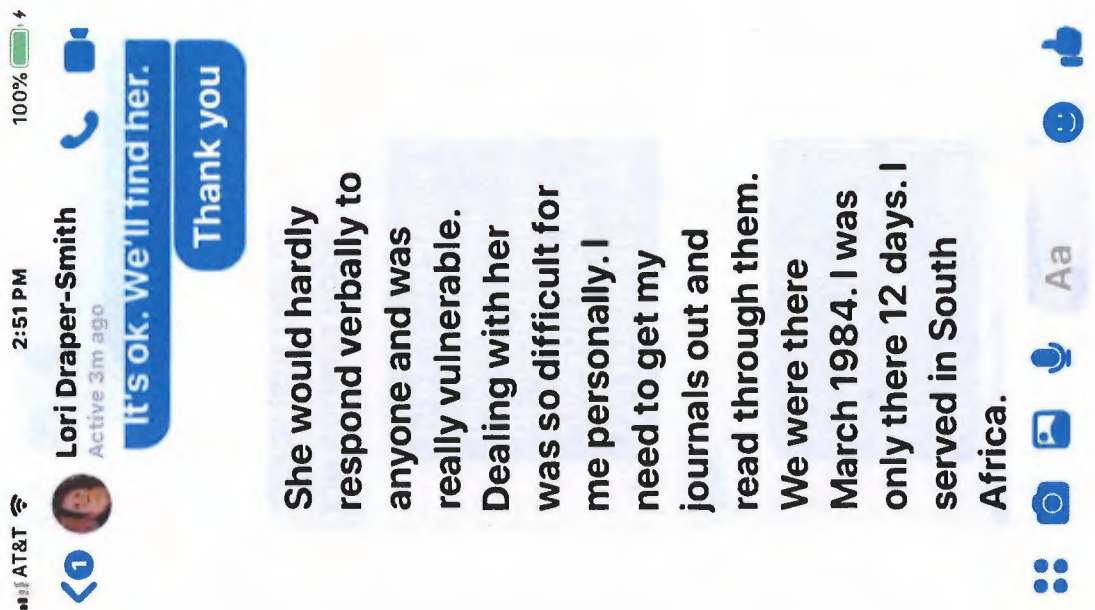 AT&T 2:51 PM 100%
1 Lori Draper-Smith
Active 3m ago
It's ok. We'll find her.
Thank you
She would hardly
respond verbally to
anyone and was
really vulnerable.
Dealing with her
was so difficult for
me personally. I
need to get my
journals out and
read through them.
We were there
March 1984. I was
only there 12 days. I
served in South
Africa.
Aa